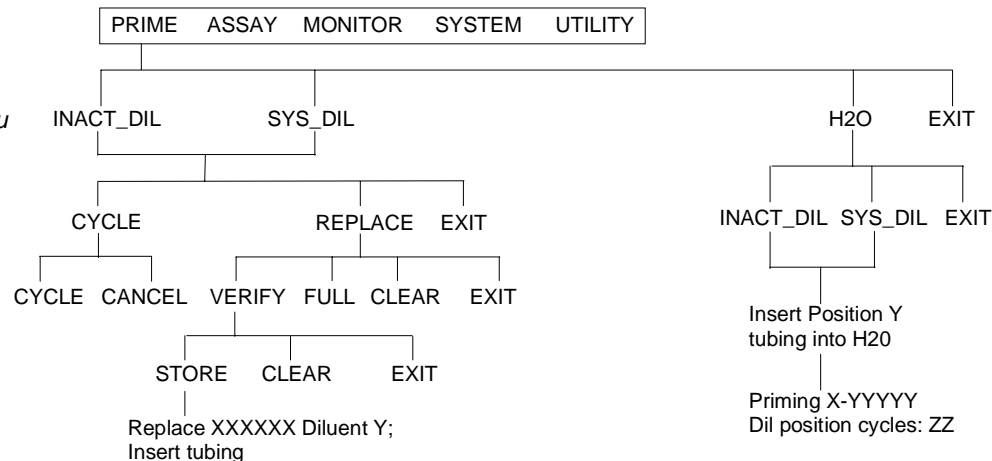 PRIME ASSAY MONITOR SYSTEM UTILITY
u INACT_DIL SYS_DIL H2O EXIT
CYCLE REPLACE EXIT INACT_DIL SYS_DIL EXIT
CYCLE CANCEL VERIFY FULL CLEAR EXIT
Insert Position Y
tubing into H20
STORE CLEAR EXIT
Priming X-YYYYY
Dil position cycles: ZZ
Replace XXXXXX Diluent Y;
Insert tubing